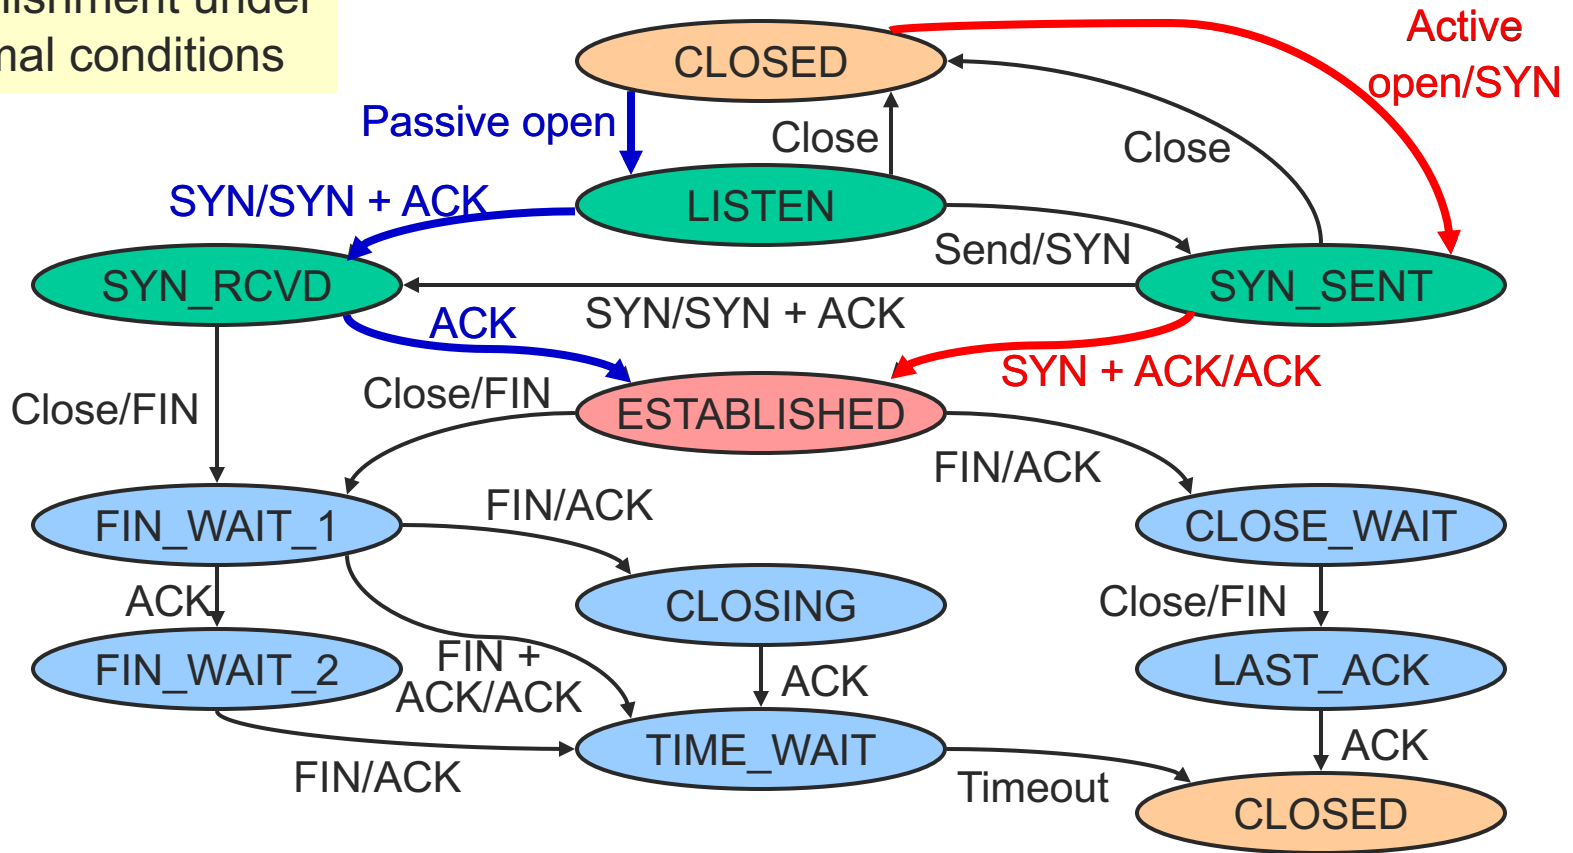 mal conditions
CLOSED
Active
open/SYN
Passive open
Close
Close
SYN/SYN + ACK
LISTEN
Send/SYN
SYN_RCVD
SYN_SENT
SYN/SYN + ACK
ACK
SYN + ACK/ACK
Close/FIN
Close/FIN
ESTABLISHED
FIN/ACK
FIN/ACK
FIN_WAIT_1
CLOSE_WAIT
ACK
CLOSING
Close/FIN
FIN_WAIT_2
FIN +
ACK/ACK
ACK
LAST_ACK
TIME_WAIT
ACK
FIN/ACK
Timeout
CLOSED